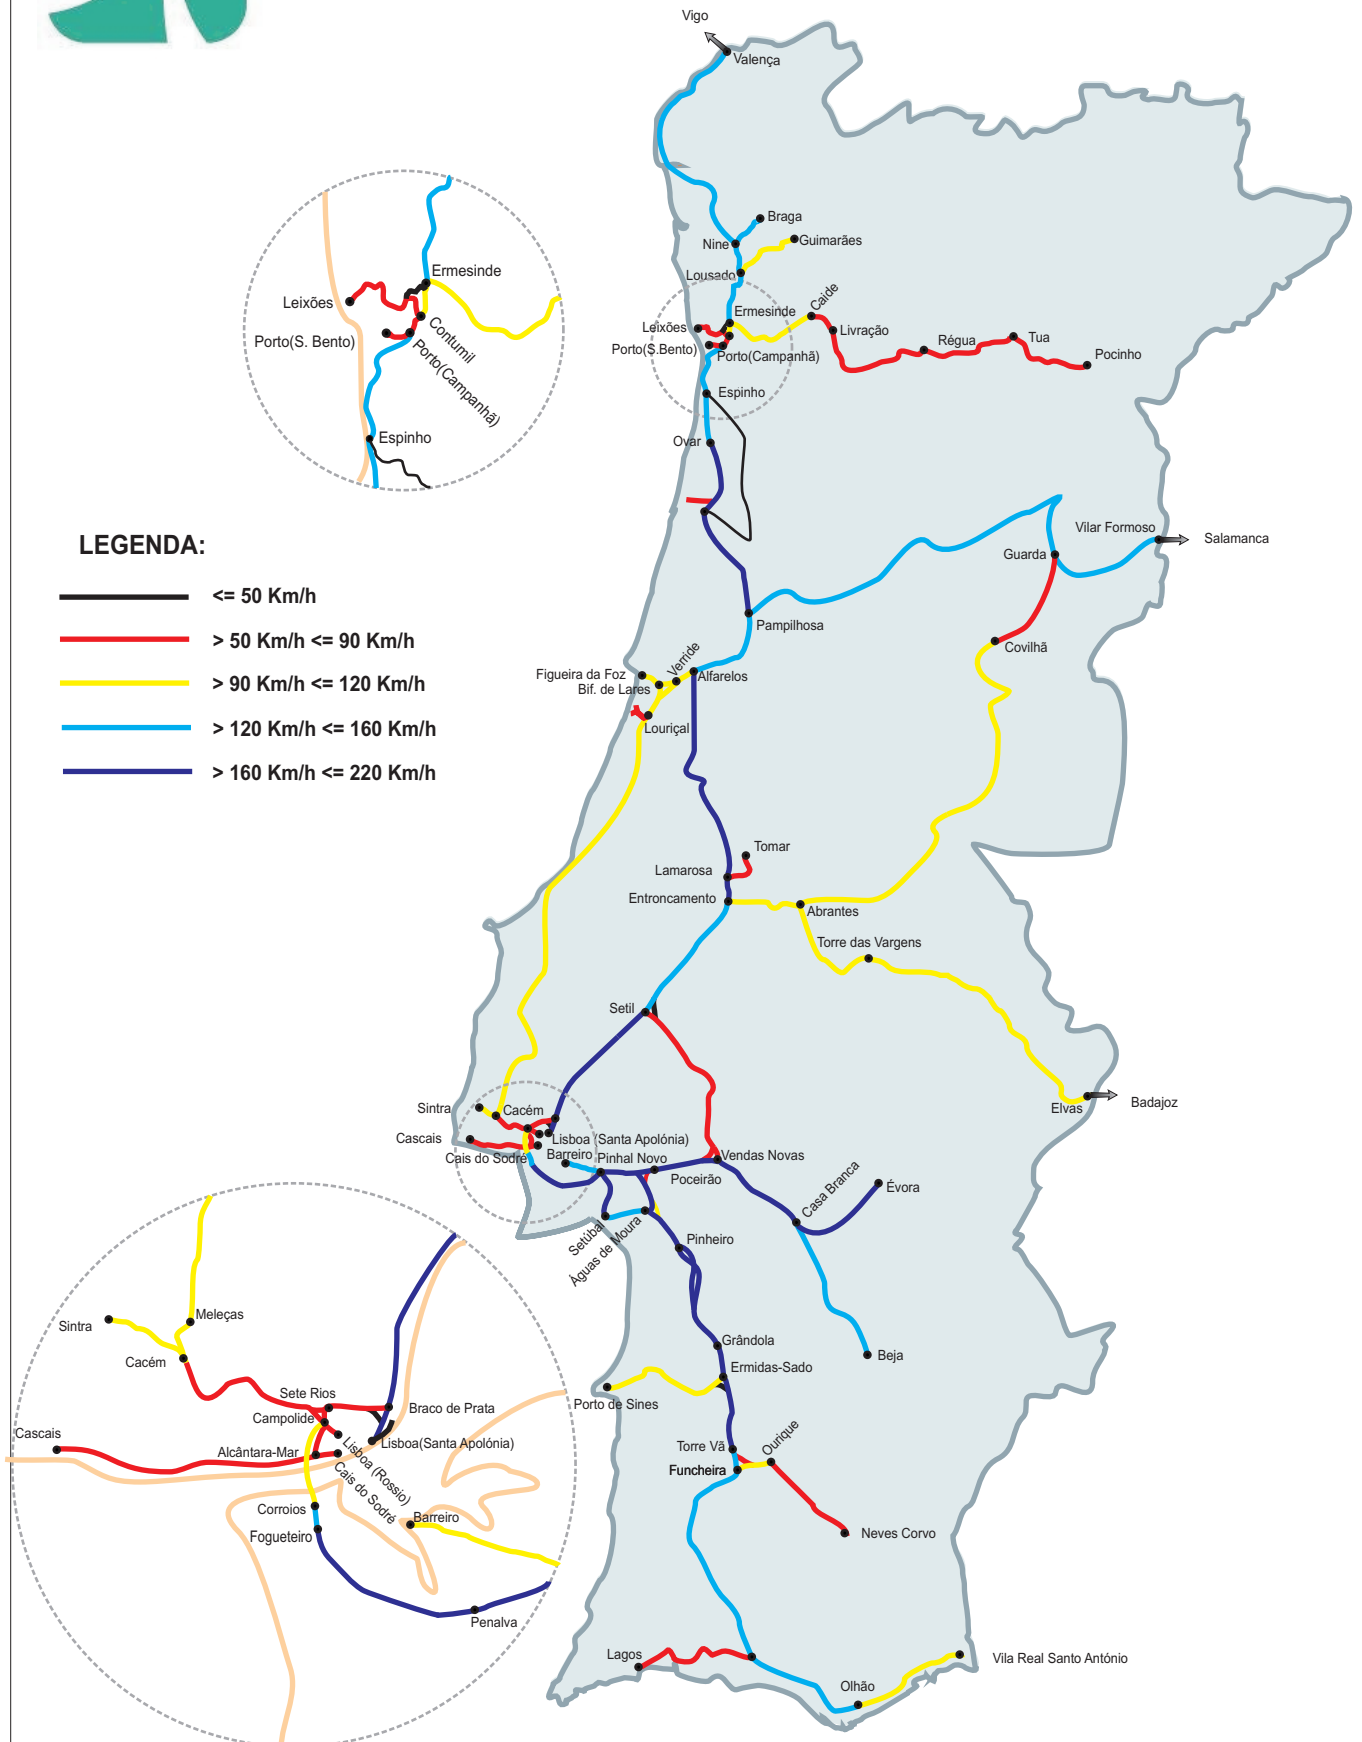 Vigo
Valença
Braga
Guimarães
Nine
Lousado
Caide
Ermesinde
Leixões
Livração
Porto(S.Bento)
Porto(Campanhã)
Régua
Tua
Pocinho
Espinho
Ovar
Ermesinde
Leixões
Contumil
Porto(S. Bento)
Porto(Campanhã)
Espinho
LEGENDA:
<= 50 Km/h
> 50 Km/h <= 90 Km/h
> 90 Km/h <= 120 Km/h
> 120 Km/h <= 160 Km/h
> 160 Km/h <= 220 Km/h
Vilar Formoso
Salamanca
Guarda
Pampilhosa
Covilhã
Verride
Figueira da Foz
Alfarelos
Bif. de Lares
Louriçal
Tomar
Lamarosa
Entroncamento
Abrantes
Torre das Vargens
Setil
Elvas
Badajoz
Sintra
Cacém
Cascais
Lisboa (Santa Apolónia)
Cais do Sodré
Barreiro
Pinhal Novo
Vendas Novas
Poceirão
Casa Branca
Évora
Setúbal
Águas de Moura
Pinheiro
Grândola
Ermidas-Sado
Beja
Porto de Sines
Torre Vã
Ourique
Funcheira
Neves Corvo
Lagos
Olhão
Vila Real Santo António
Meleças
Sintra
Cacém
Sete Rios
Braco de Prata
Campolide
Cascais
Alcântara-Mar
Lisboa(Santa Apolónia)
Lisboa (Rossio)
Cais do Sodré
Corroios
Barreiro
Fogueteiro
Penalva